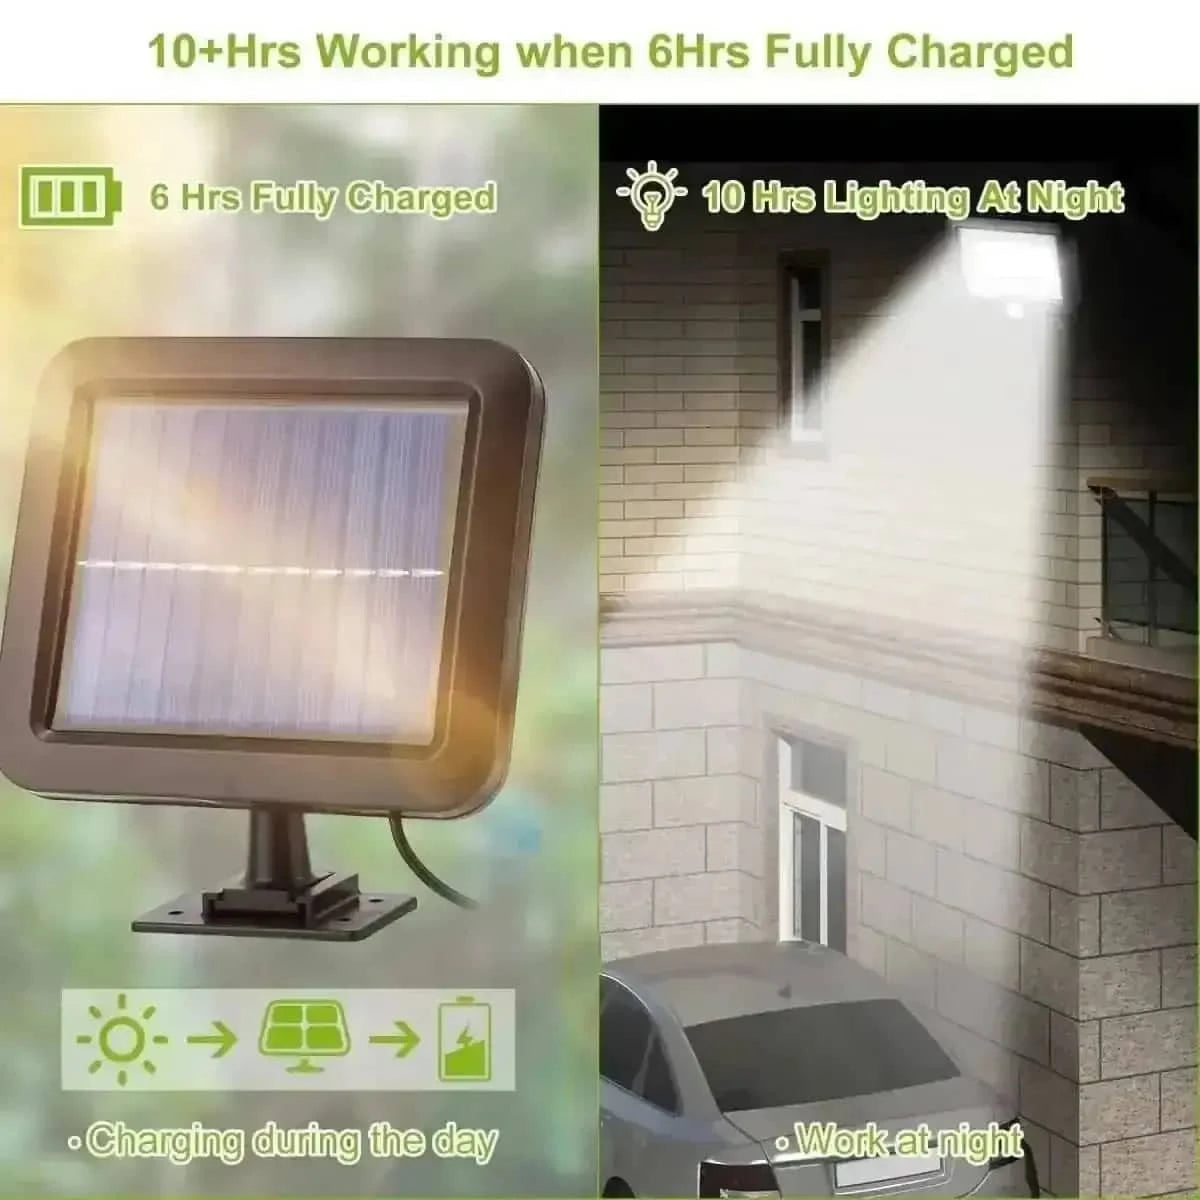 10+Hrs Working when 6Hrs Fully Charged
6 Hrs Fully Charged
10 Hrs Lighting At Night
• Charging during the day
• Work at night